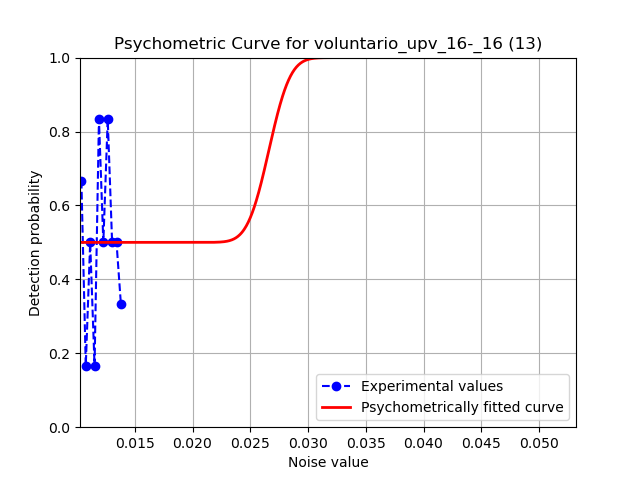 Psychometric Curve for voluntario_upv_16-_16 (13)
1.0
0.8
0.6
0.4
0.2
0.0
Detection probability
0.015 0.020 0.025 0.030 0.035 0.040 0.045 0.050
Noise value
Experimental values
Psychometrically fitted curve